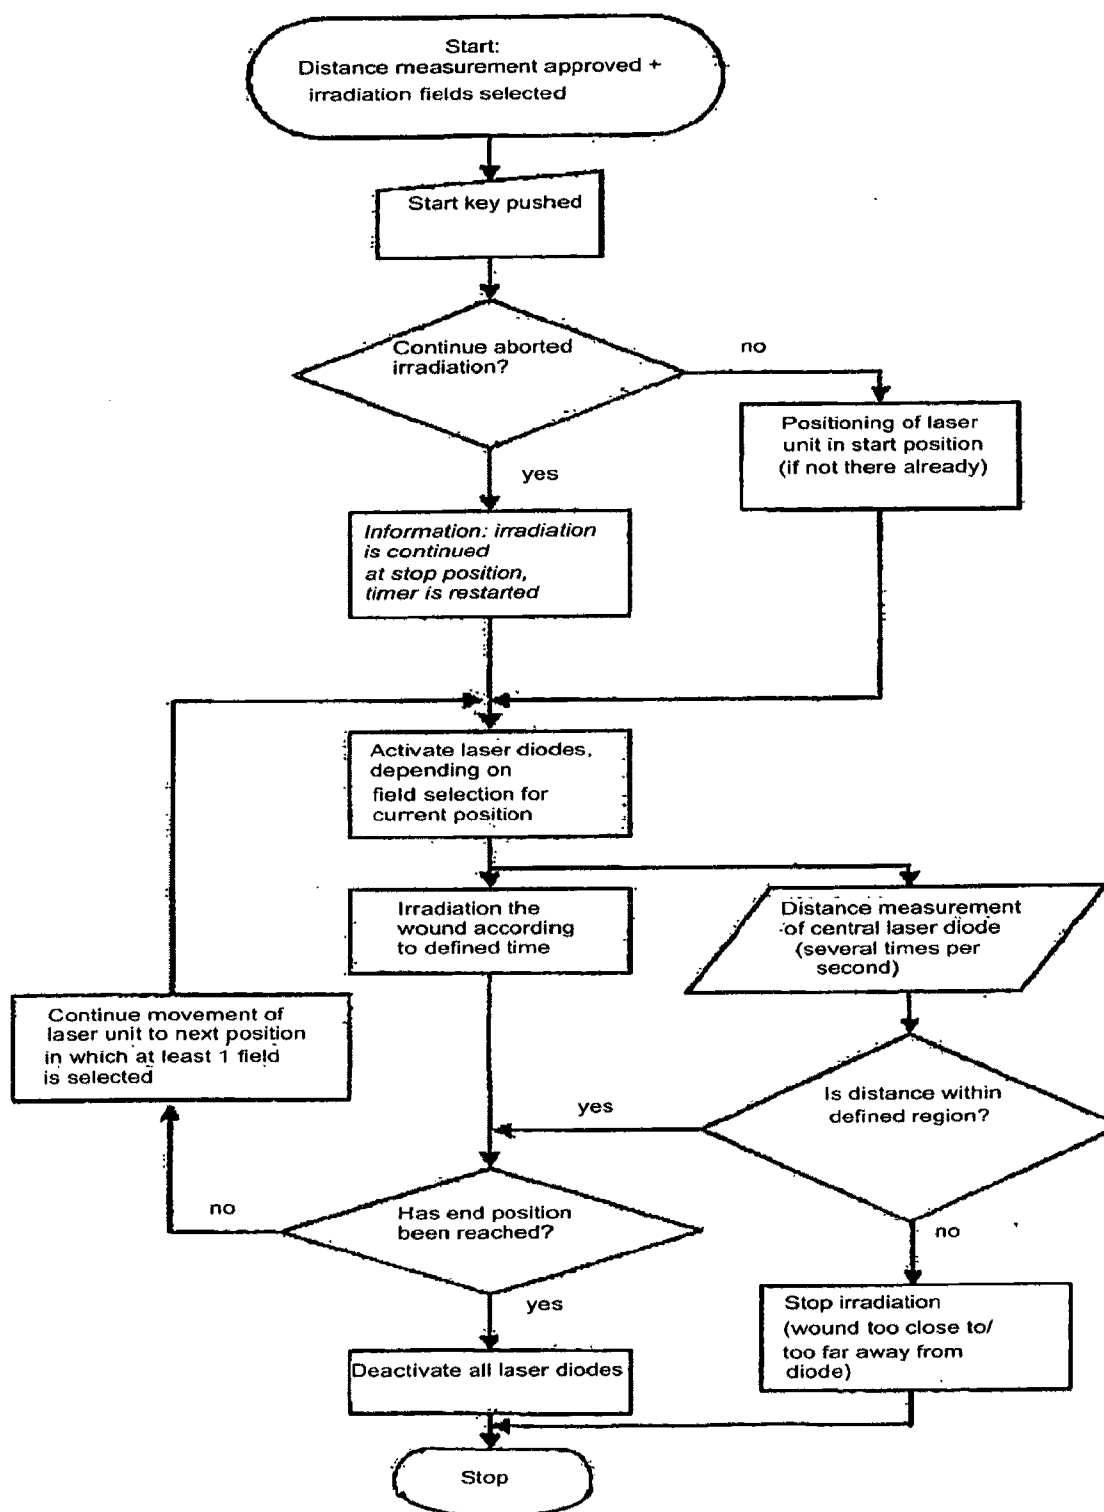 Start:
Distance measurement approved +
irradiation fields selected
Start key pushed
Continue aborted
irradiation?
no
Positioning of laser
unit in start position
(if not there already)
yes
Information: irradiation
is continued
at stop position,
timer is restarted
Activate laser diodes,
depending on
field selection for
current position
Irradiation the
wound according
to defined time
Distance measurement
of central laser diode
(several times per
second)
Continue movement of
laser unit to next position
in which at least 1 field
is selected
Is distance within
defined region?
yes
no
Has end position
been reached?
no
yes
Stop irradiation
(wound too close to/
too far away from
diode)
Deactivate all laser diodes
Stop